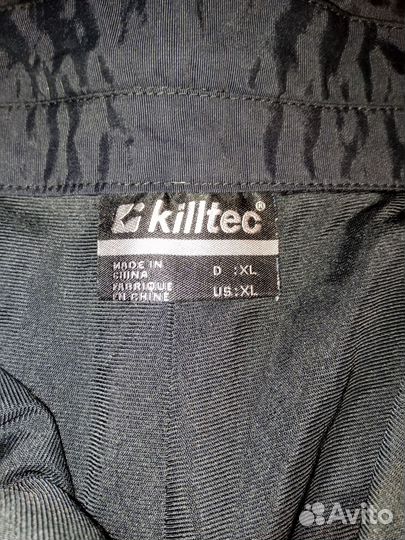 killtec®
MADE IN
CHINA
FABRIQUE
EN CHINE
D :XL
US:XL
Avito